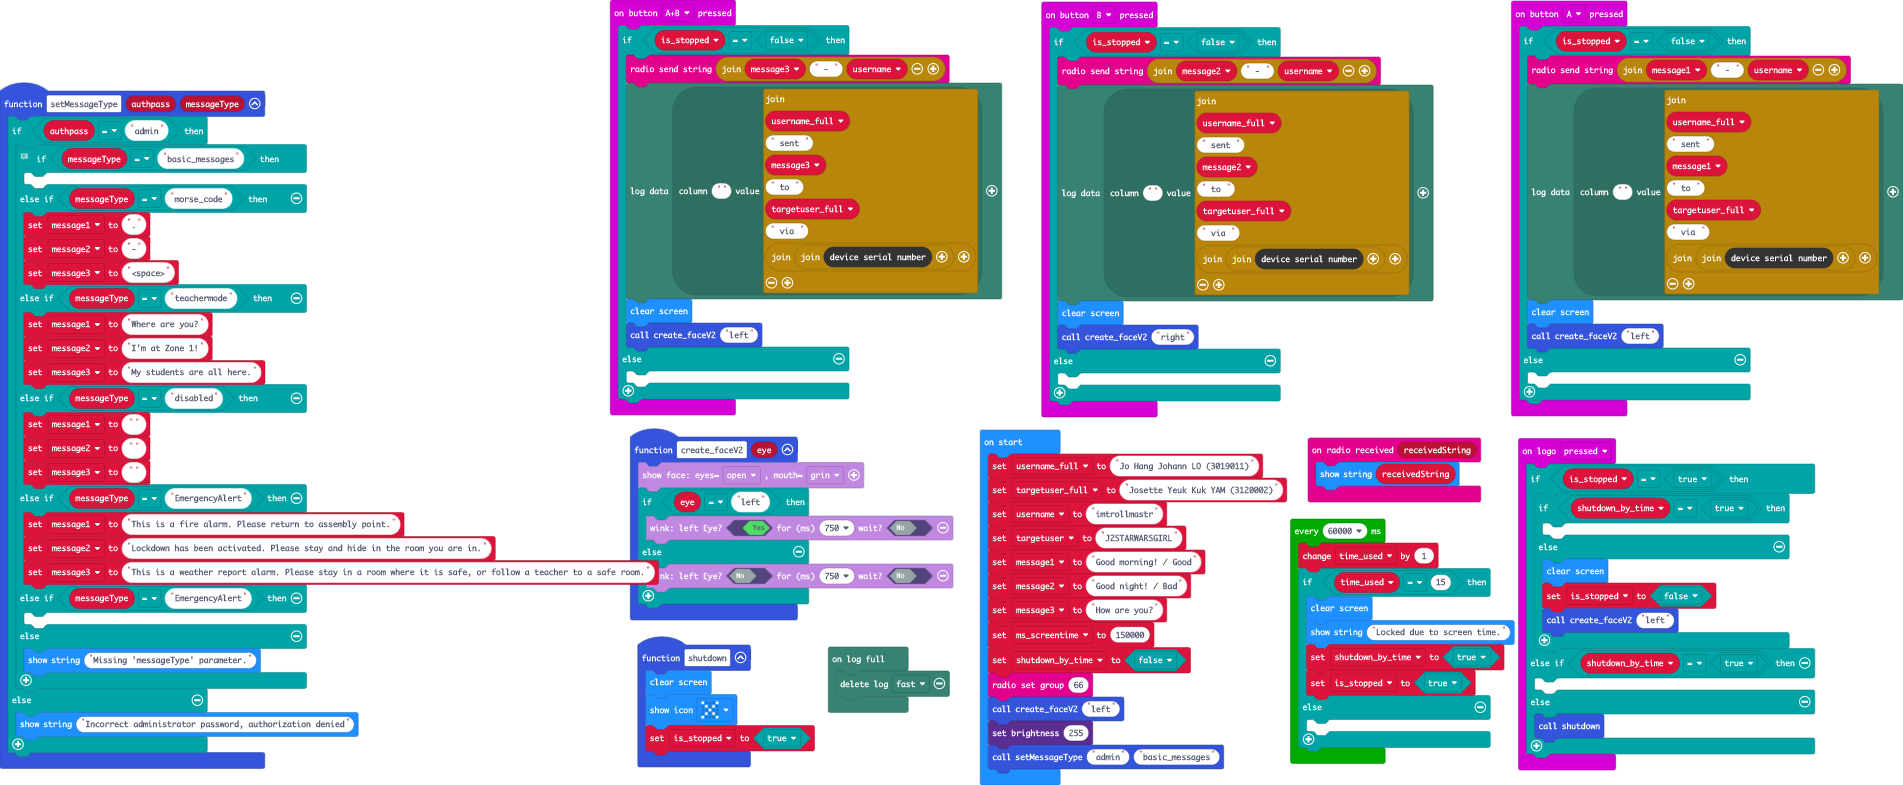 function setMessageType authpass messageType
if authpass = "admin" then
if messageType = "basic_messages" then
else if messageType = "morse_code" then
set message1 to "."
set message2 to "-"
set message3 to "<space>"
else if messageType = "teachermode" then
set message1 to "Where are you?"
set message2 to "I'm at Zone 1!"
set message3 to "My students are all here."
else if messageType = "disabled" then
set message1 to ""
set message2 to ""
set message3 to ""
else if messageType = "EmergencyAlert" then
set message1 to "This is a fire alarm. Please return to assembly point."
set message2 to "Lockdown has been activated. Please stay and hide in the room you are in."
set message3 to "This is a weather report alarm. Please stay in a room where it is safe, or follow a teacher to a safe room."
else if messageType = "EmergencyAlert" then
else
show string "Missing 'messageType' parameter."
else
show string "Incorrect administrator password, authorization denied"
on button A+B pressed
if is_stopped = false then
radio send string join message3 " - " username
log data column "" value
join
username_full
" sent "
message3
" to "
targetuser_full
" via "
join join device serial number
clear screen
call create_faceV2 "left"
else
on button B pressed
if is_stopped = false then
radio send string join message2 " - " username
log data column "" value
join
username_full
" sent "
message2
" to "
targetuser_full
" via "
join join device serial number
clear screen
call create_faceV2 "right"
else
on button A pressed
if is_stopped = false then
radio send string join message1 " - " username
log data column "" value
join
username_full
" sent "
message1
" to "
targetuser_full
" via "
join join device serial number
clear screen
call create_faceV2 "left"
else
function create_faceV2 eye
show face: eyes= open , mouth= grin
if eye = "left" then
wink: left Eye? Yes for (ms) 750 wait? No
else
nk: left Eye? No for (ms) 750 wait? No
function shutdown
clear screen
show icon
set is_stopped to true
on log full
delete log fast
on start
set username_full to "Jo Hang Johann LO (3019011)"
set targetuser_full to "Josette Yeuk Kuk YAM (3120002)"
set username to "imtrollmastr"
set targetuser to "J2STARWARSGIRL"
set message1 to "Good morning! / Good"
set message2 to "Good night! / Bad"
set message3 to "How are you?"
set ms_screentime to 150000
set shutdown_by_time to false
radio set group 66
call create_faceV2 "left"
set brightness 255
call setMessageType "admin" "basic_messages"
on radio received receivedString
show string receivedString
every 60000 ms
change time_used by 1
if time_used = 15 then
clear screen
show string "Locked due to screen time."
set shutdown_by_time to true
set is_stopped to true
else
on logo pressed
if is_stopped = true then
if shutdown_by_time = true then
else
clear screen
set is_stopped to false
call create_faceV2 "left"
else if shutdown_by_time = true then
else
call shutdown